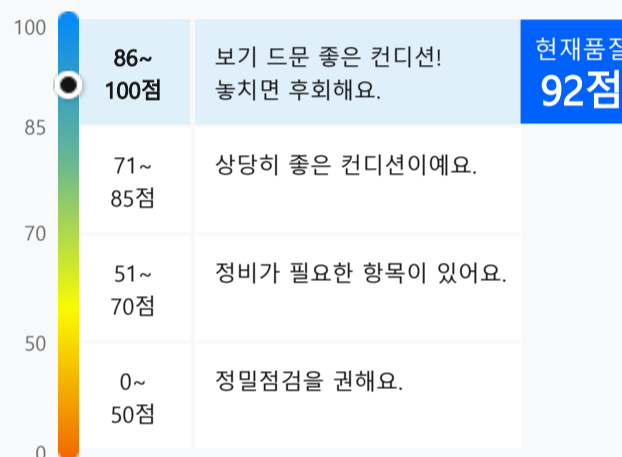 100
86~
100점
보기 드문 좋은 컨디션!
놓치면 후회해요.
현재품질
92점
85
71~
85점
상당히 좋은 컨디션이예요.
70
51~
70점
정비가 필요한 항목이 있어요.
50
0~
50점
정밀점검을 권해요.
0